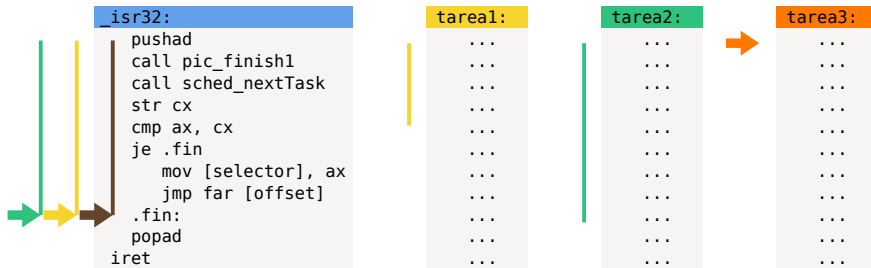 _isr32:
pushad
call pic_finish1
call sched_nextTask
str cx
cmp ax, cx
je .fin
mov [selector], ax
jmp far [offset]
.fin:
popad
iret
tarea1:
...
...
...
...
...
...
...
...
...
...
...
tarea2:
...
...
...
...
...
...
...
...
...
...
...
tarea3:
...
...
...
...
...
...
...
...
...
...
...